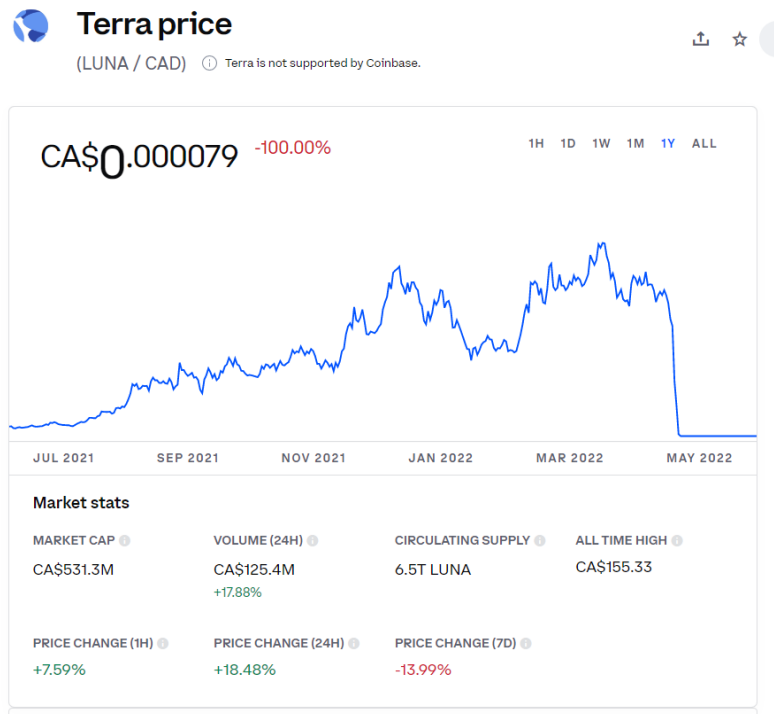 Terra price
(LUNA / CAD) Terra is not supported by Coinbase.
CA$0.000079 -100.00% 1H 1D 1W 1M 1Y ALL
JUL 2021 SEP 2021 NOV 2021 JAN 2022 MAR 2022 MAY 2022
Market stats
MARKET CAP VOLUME (24H) CIRCULATING SUPPLY ALL TIME HIGH
CA$531.3M CA$125.4M 6.5T LUNA CA$155.33
+17.88%
PRICE CHANGE (1H) PRICE CHANGE (24H) PRICE CHANGE (7D)
+7.59% +18.48% -13.99%